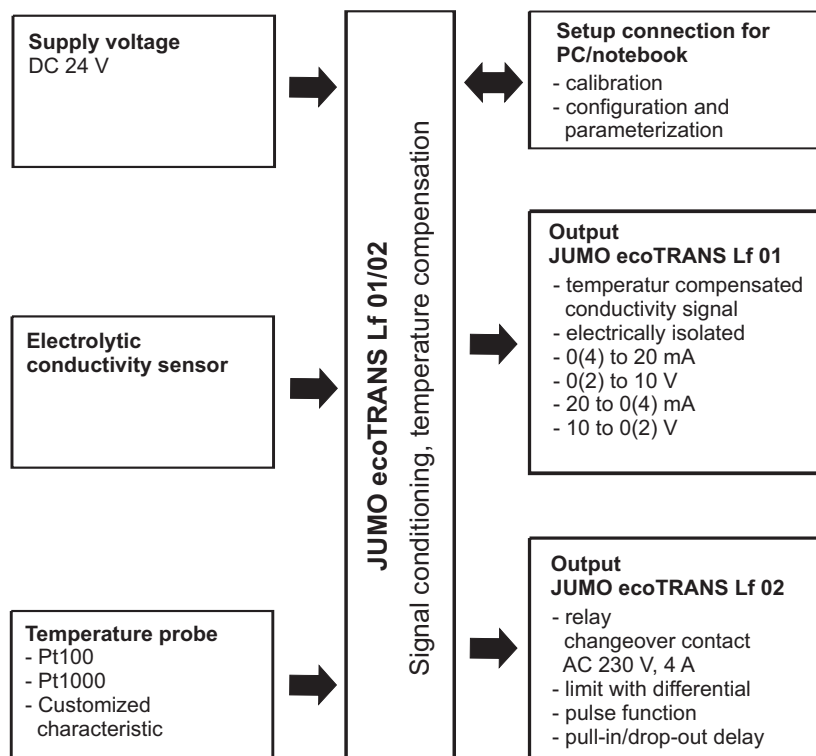 Supply voltage
DC 24 V
Electrolytic
conductivity sensor
Temperature probe
- Pt100
- Pt1000
- Customized
characteristic
JUMO ecoTRANS Lf 01/02
Signal conditioning, temperature compensation
Setup connection for
PC/notebook
- calibration
- configuration and
parameterization
Output
JUMO ecoTRANS Lf 01
- temperatur compensated
conductivity signal
- electrically isolated
- 0(4) to 20 mA
- 0(2) to 10 V
- 20 to 0(4) mA
- 10 to 0(2) V
Output
JUMO ecoTRANS Lf 02
- relay
changeover contact
AC 230 V, 4 A
- limit with differential
- pulse function
- pull-in/drop-out delay